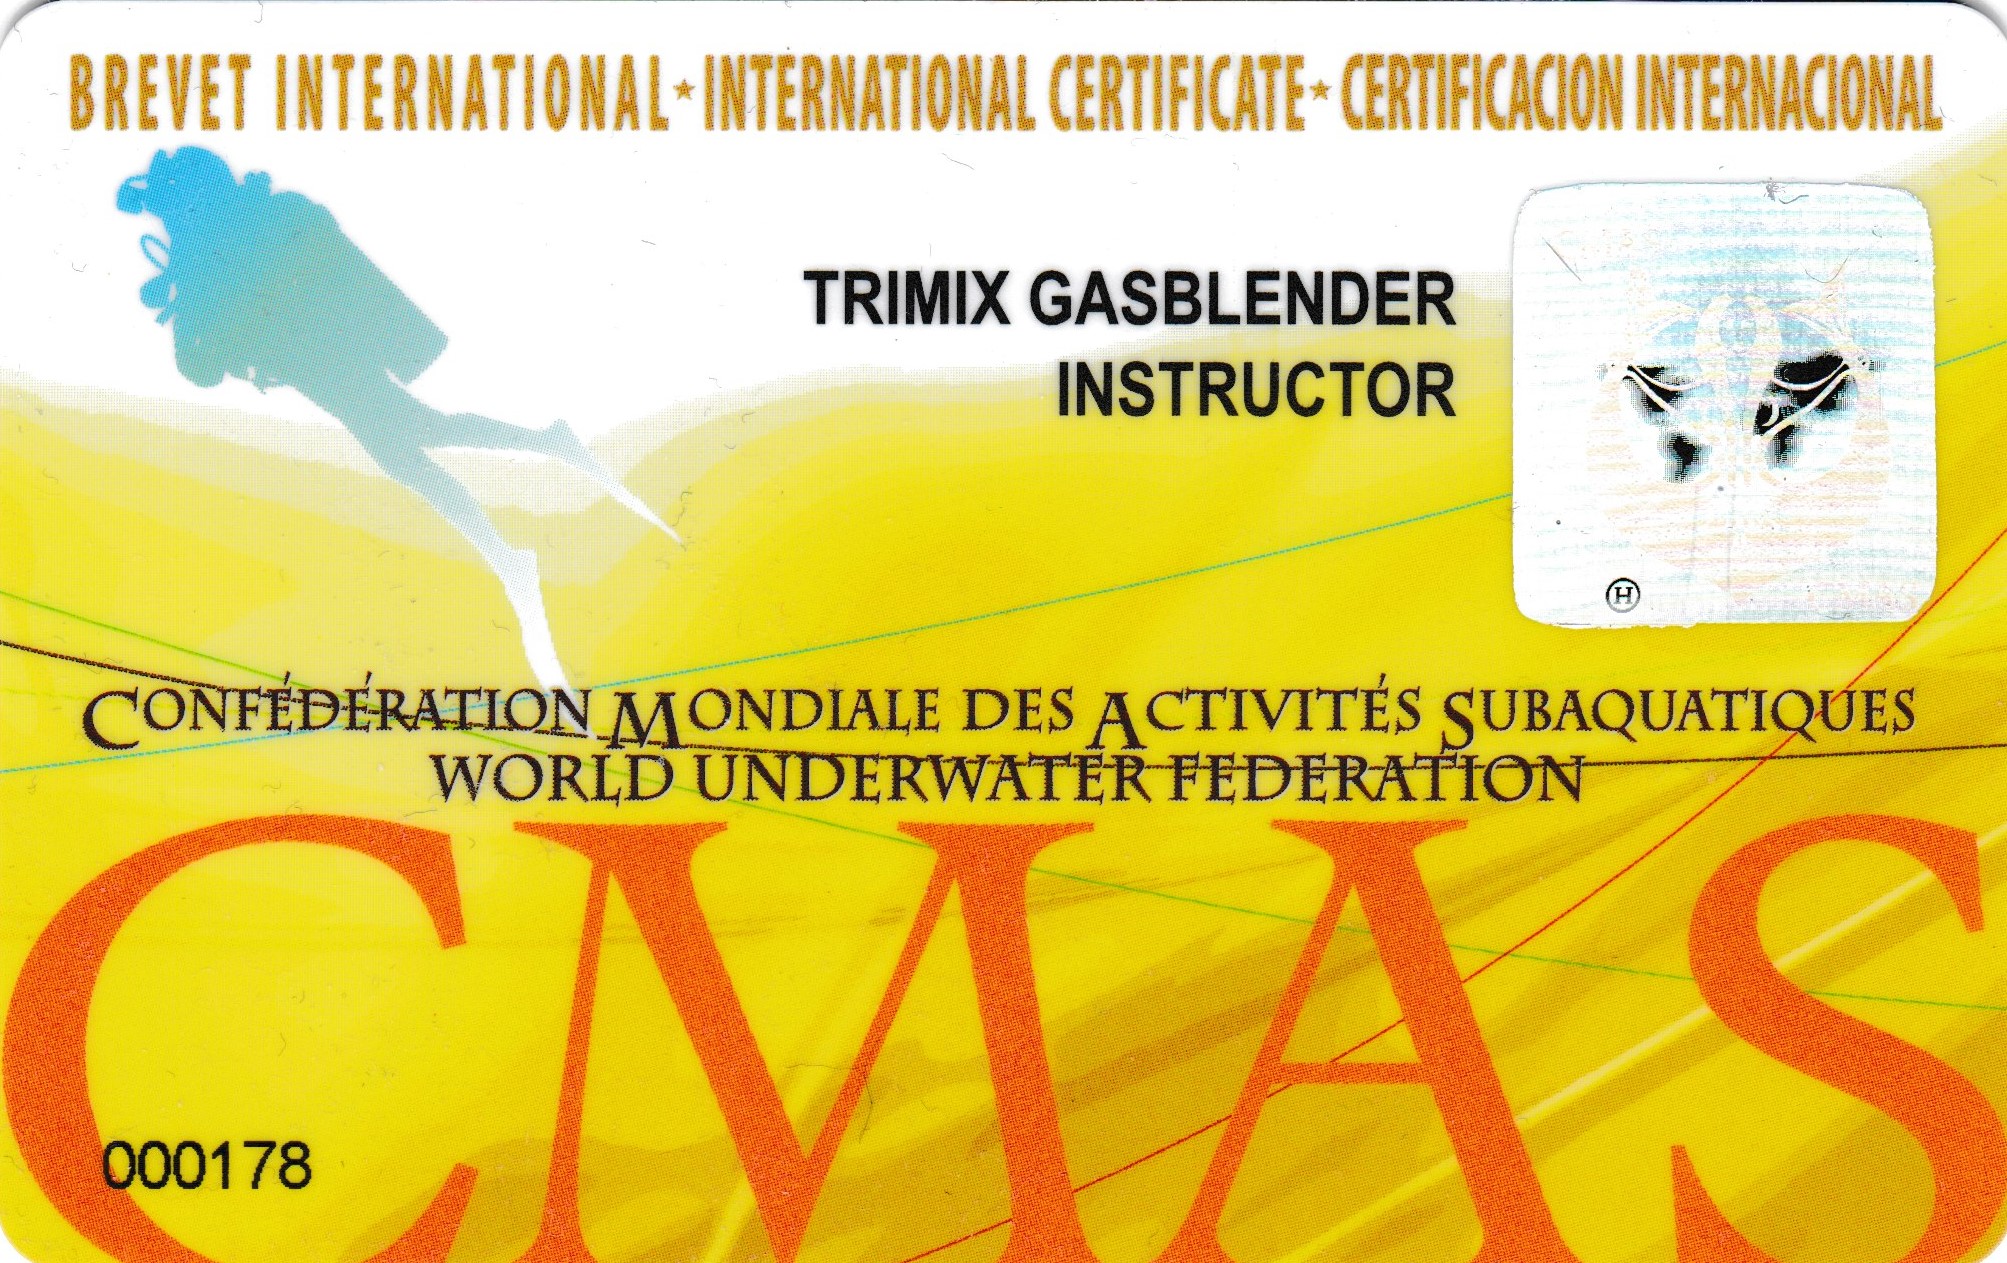 BREVET INTERNATIONAL★INTERNATIONAL CERTIFICATE★CERTIFICACION INTERNACIONAL
TRIMIX GASBLENDER
INSTRUCTOR
Ⓗ
CONFÉDÉRATION MONDIALE DES ACTIVITÉS SUBAQUATIQUES
WORLD UNDERWATER FEDERATION
CMAS
000178